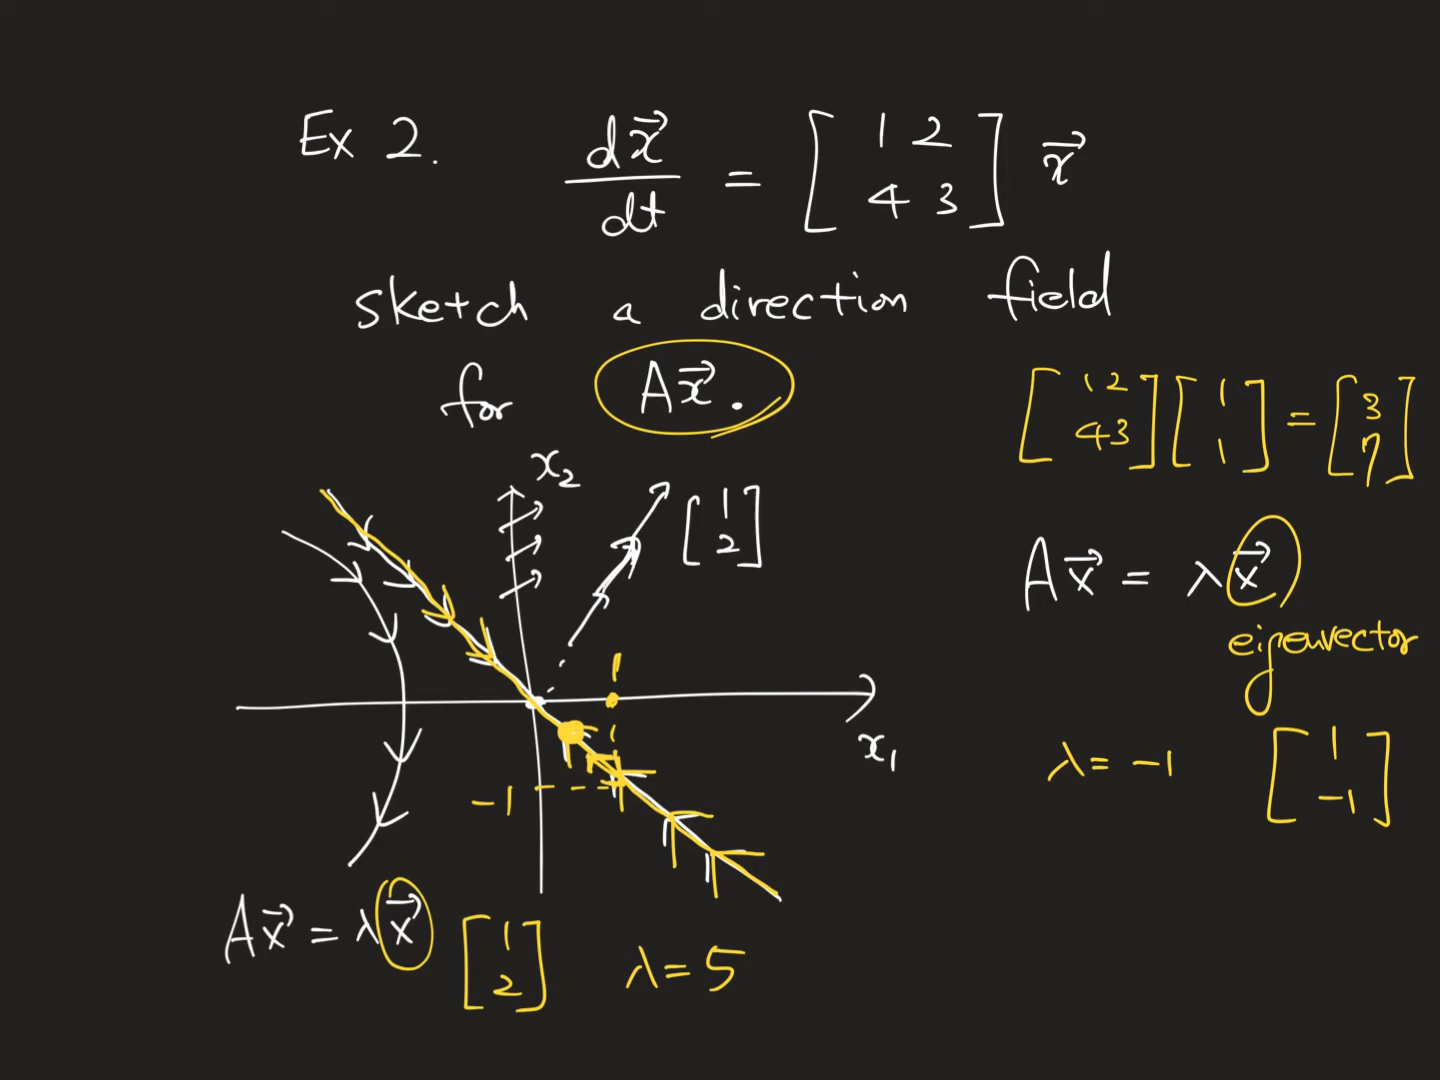 Ex 2. dx⃗/dt = [1 2; 4 3] x⃗
sketch a direction field
for Ax⃗.
[1 2; 4 3] [1; 1] = [3; 7]
x₂
[1; 2]
Ax⃗ = λx⃗
eigenvector
1
x₁
-1
λ = -1 [1; -1]
Ax⃗ = λx⃗ [1; 2] λ = 5